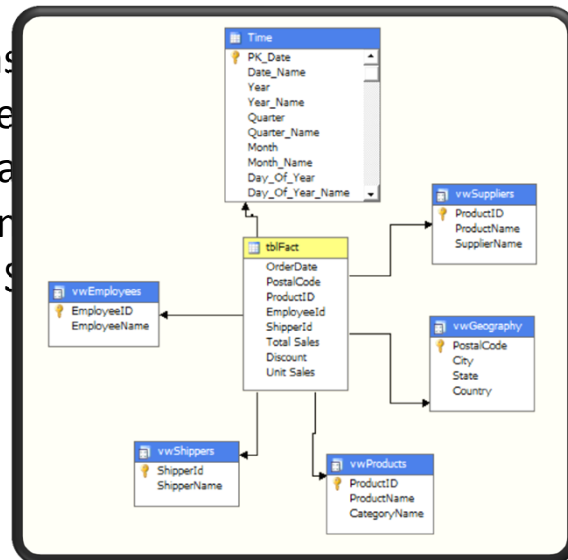 Time
PK_Date
Date_Name
Year
Year_Name
Quarter
Quarter_Name
Month
Month_Name
Day_Of_Year
Day_Of_Year_Name
vwSuppliers
ProductID
ProductName
SupplierName
tblFact
OrderDate
PostalCode
ProductID
EmployeeId
ShipperId
Total Sales
Discount
Unit Sales
vwEmployees
EmployeeID
EmployeeName
vwGeography
PostalCode
City
State
Country
vwShippers
ShipperId
ShipperName
vwProducts
ProductID
ProductName
CategoryName